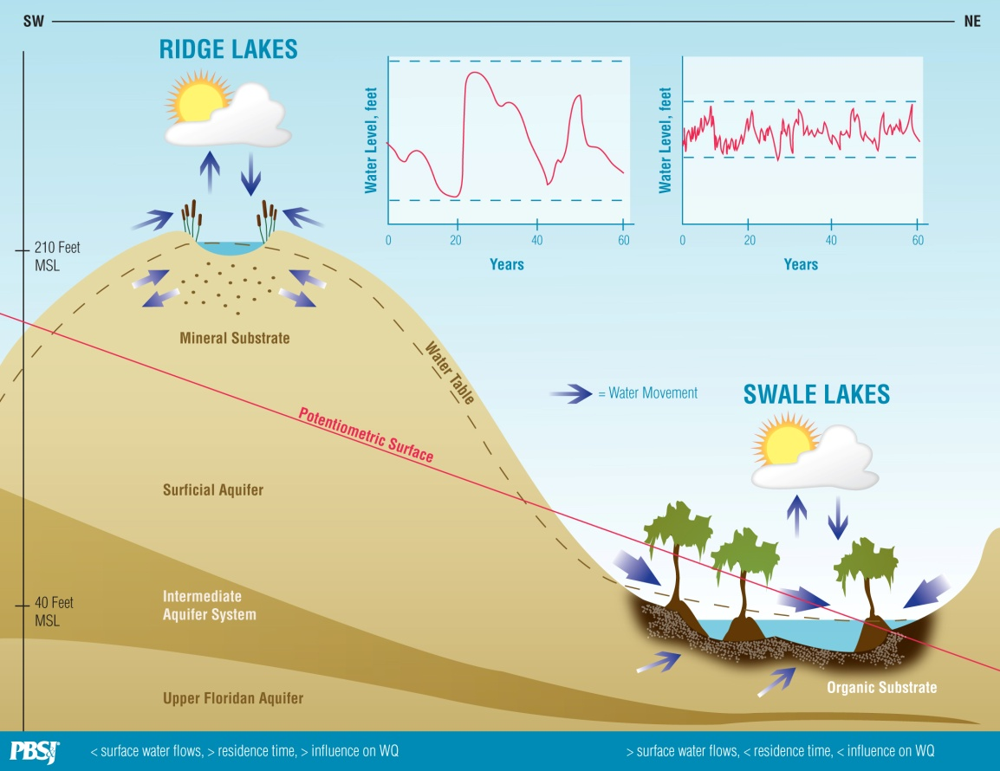 SW
NE
RIDGE LAKES
Water Level, feet
0
20
40
60
Years
Water Level, feet
0
20
40
60
Years
210 Feet
MSL
Mineral Substrate
Water Table
= Water Movement
SWALE LAKES
Potentiometric Surface
Surficial Aquifer
Intermediate
Aquifer System
40 Feet
MSL
Upper Floridan Aquifer
Organic Substrate
PBS&J
< surface water flows, > residence time, > influence on WQ
> surface water flows, < residence time, < influence on WQ